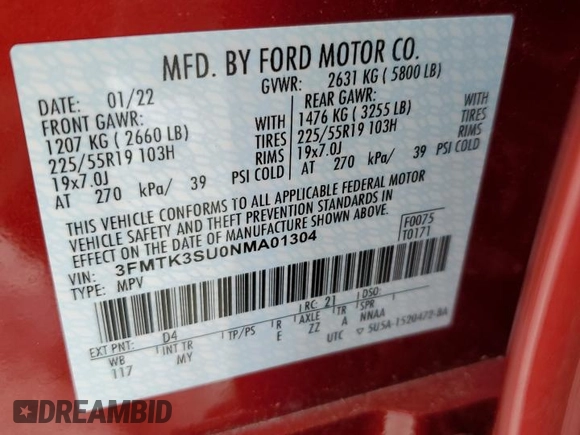 MFD. BY FORD MOTOR CO.
DATE: 01/22 GVWR: 2631 KG ( 5800 LB)
FRONT GAWR: REAR GAWR:
1207 KG ( 2660 LB) WITH 1476 KG ( 3255 LB) WITH
225/55R19 103H TIRES 225/55R19 103H TIRES
19x7.0J RIMS 19x7.0J RIMS
AT 270 kPa/ 39 PSI COLD AT 270 kPa/ 39 PSI COLD
THIS VEHICLE CONFORMS TO ALL APPLICABLE FEDERAL MOTOR
VEHICLE SAFETY AND THEFT PREVENTION STANDARDS IN
EFFECT ON THE DATE OF MANUFACTURE SHOWN ABOVE. F0075
VIN: 3FMTK3SU0NMA01304 T0171
TYPE: MPV
EXT PNT: D4 RC: 21 DSO:
WB INT TR TP/PS R AXLE TR SPR
117 MY E ZZ A NNAA
UTC 5U5A-1520472-BA
DREAMBID